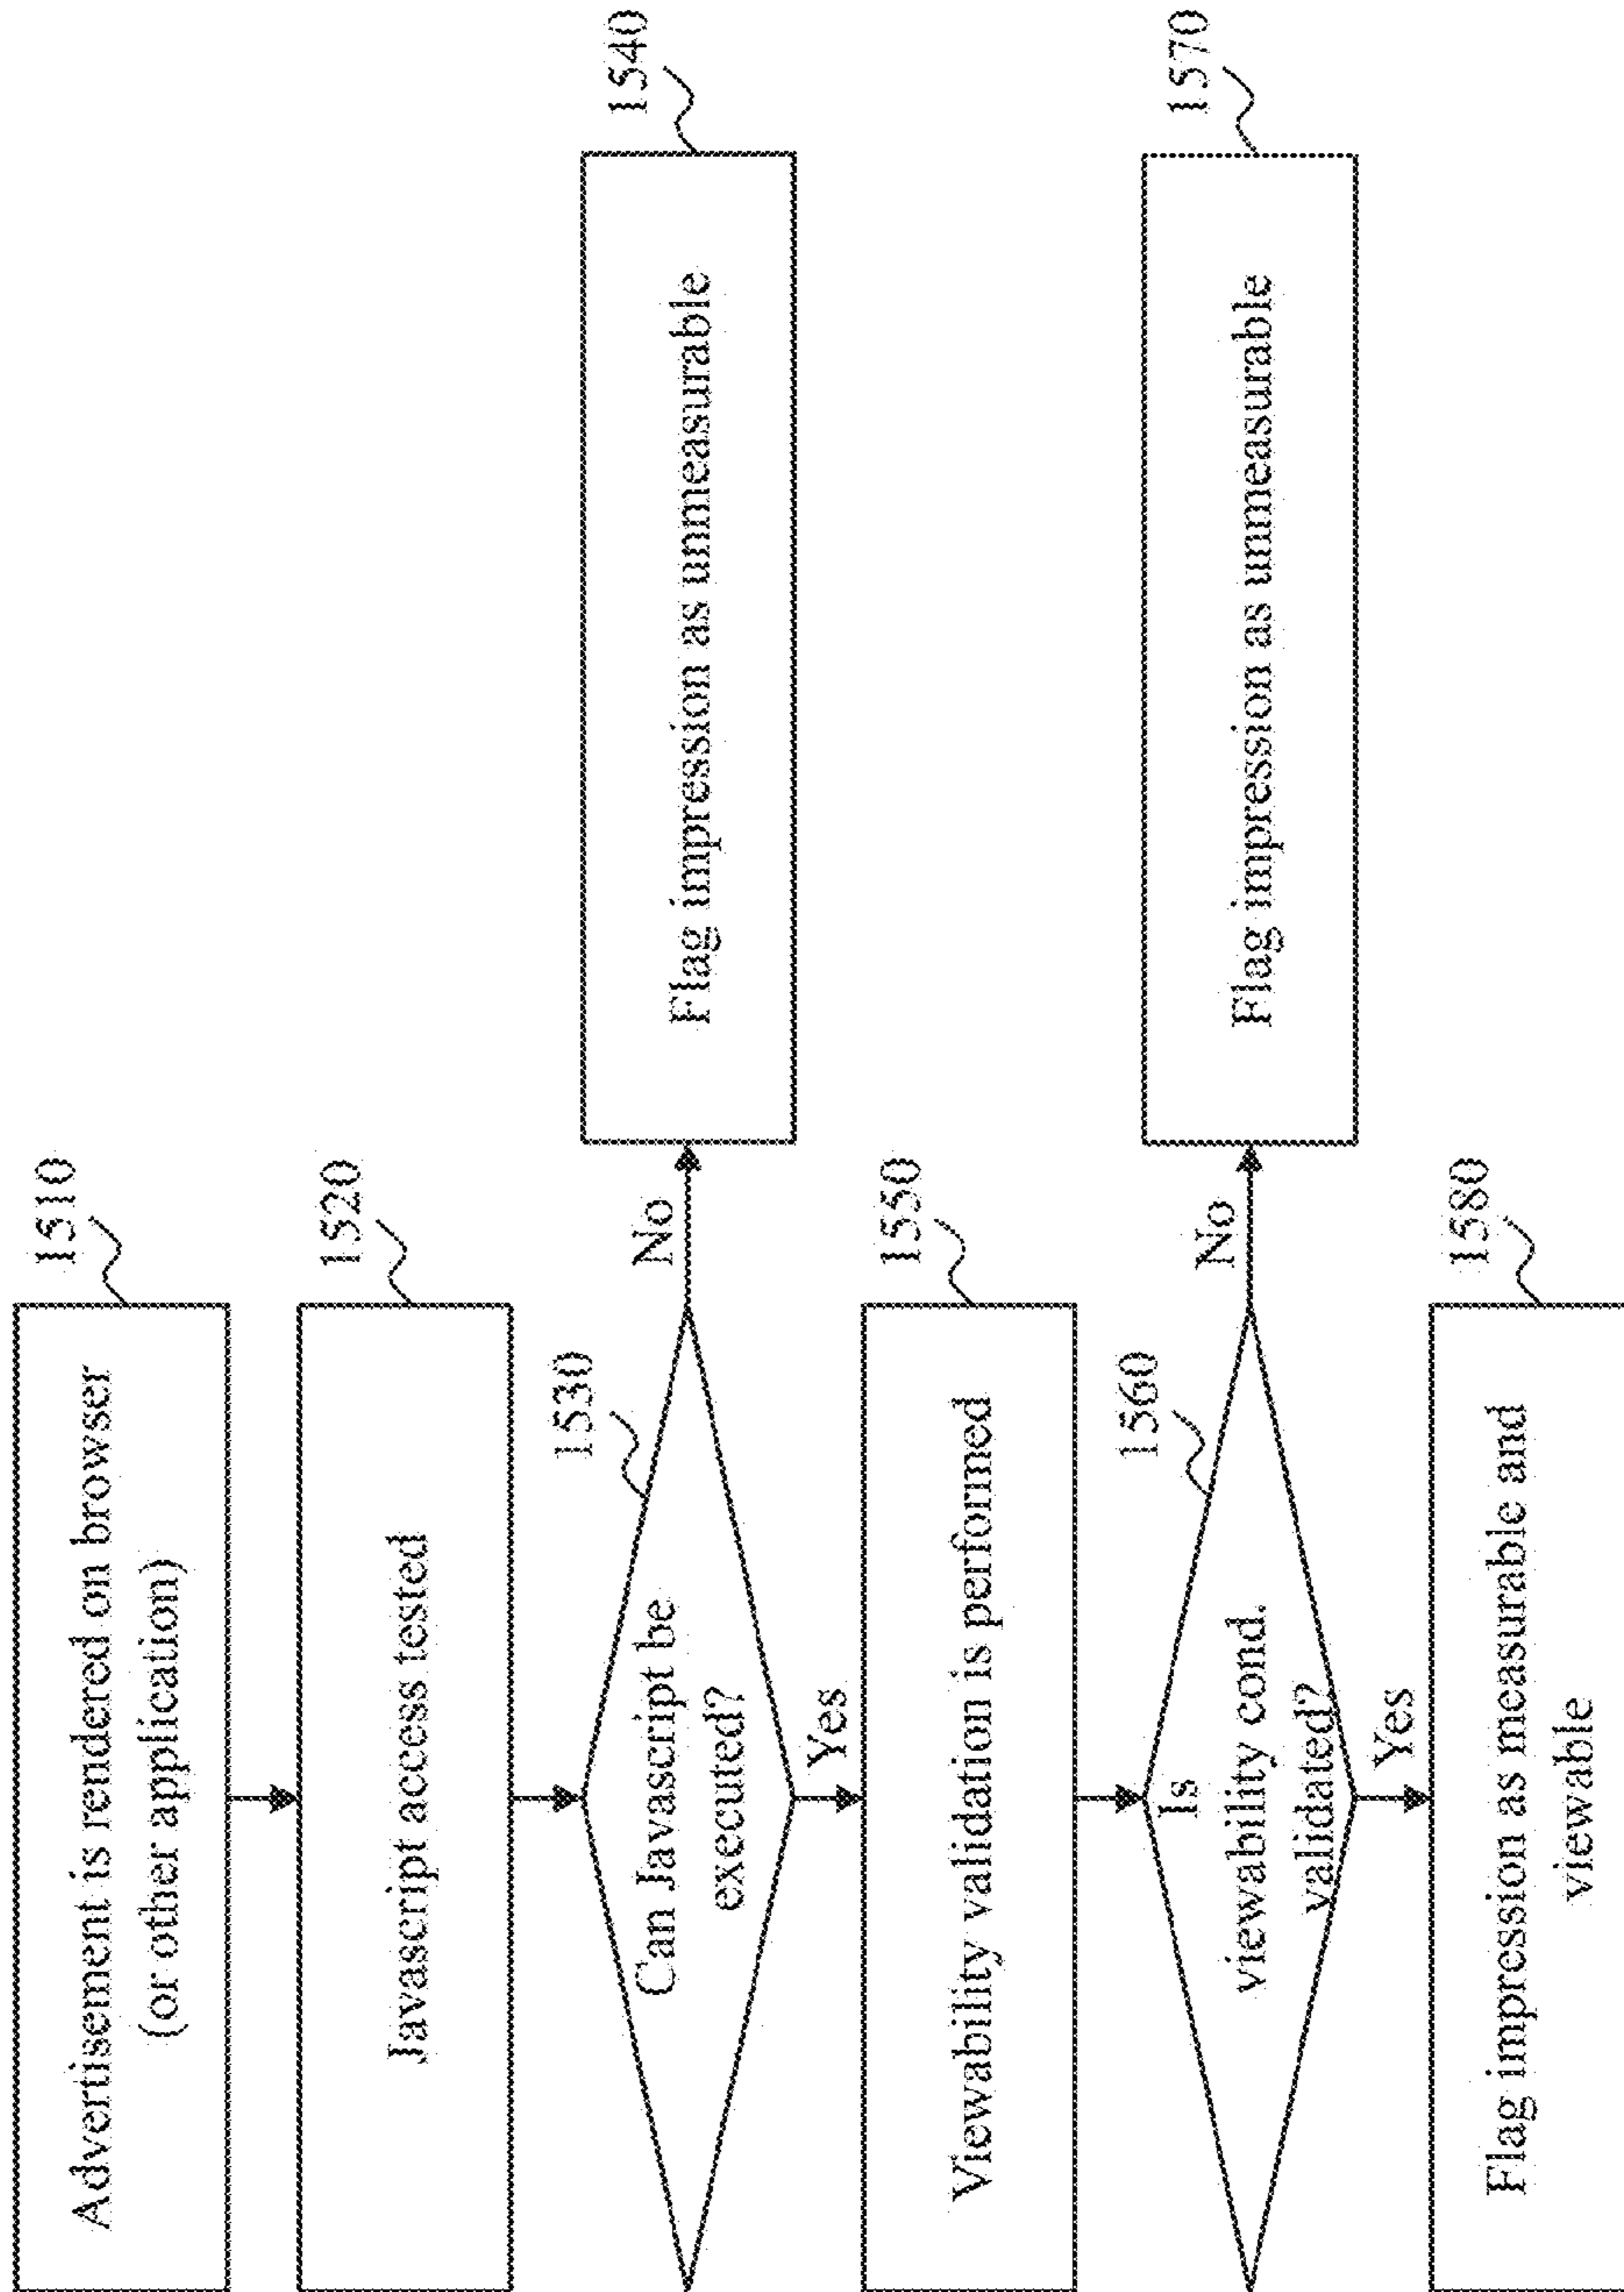 1510
Advertisement is rendered on browser
(or other application)
1520
Javascript access tested
1530
Can Javascript be
executed?
No
1540
Flag impression as unmeasurable
Yes
1550
Viewability validation is performed
1560
Is
viewability cond.
validated?
No
1570
Flag impression as unmeasurable
Yes
1580
Flag impression as measurable and
viewable